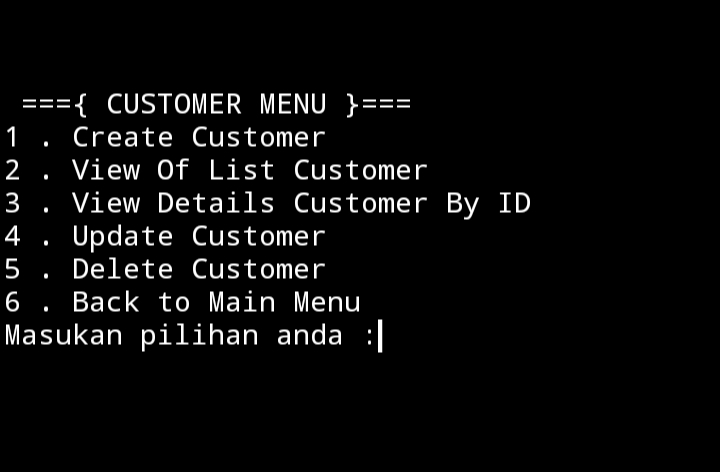 ==={ CUSTOMER MENU }===
1 . Create Customer
2 . View Of List Customer
3 . View Details Customer By ID
4 . Update Customer
5 . Delete Customer
6 . Back to Main Menu
Masukan pilihan anda :